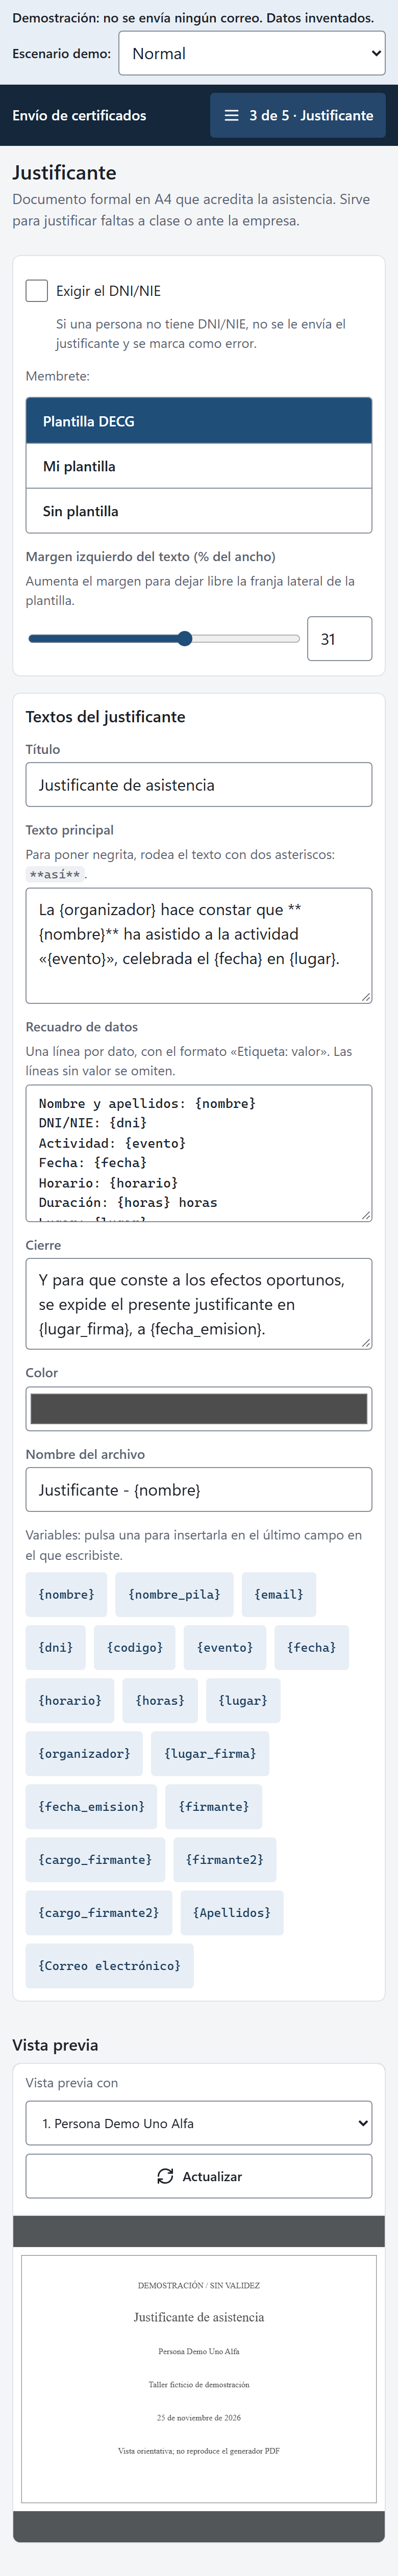 Demostración: no se envía ningún correo. Datos inventados.
Escenario demo: Normal
Envío de certificados
3 de 5 · Justificante
Justificante
Documento formal en A4 que acredita la asistencia. Sirve
para justificar faltas a clase o ante la empresa.
Exigir el DNI/NIE
Si una persona no tiene DNI/NIE, no se le envía el
justificante y se marca como error.
Membrete:
Plantilla DECG
Mi plantilla
Sin plantilla
Margen izquierdo del texto (% del ancho)
Aumenta el margen para dejar libre la franja lateral de la
plantilla.
31
Textos del justificante
Título
Justificante de asistencia
Texto principal
Para poner negrita, rodea el texto con dos asteriscos:
**así**.
La {organizador} hace constar que **
{nombre}** ha asistido a la actividad
«{evento}», celebrada el {fecha} en {lugar}.
Recuadro de datos
Una línea por dato, con el formato «Etiqueta: valor». Las
líneas sin valor se omiten.
Nombre y apellidos: {nombre}
DNI/NIE: {dni}
Actividad: {evento}
Fecha: {fecha}
Horario: {horario}
Duración: {horas} horas
Lugar: {lugar}
Cierre
Y para que conste a los efectos oportunos,
se expide el presente justificante en
{lugar_firma}, a {fecha_emision}.
Color
Nombre del archivo
Justificante - {nombre}
Variables: pulsa una para insertarla en el último campo en
el que escribiste.
{nombre} {nombre_pila} {email}
{dni} {codigo} {evento} {fecha}
{horario} {horas} {lugar}
{organizador} {lugar_firma}
{fecha_emision} {firmante}
{cargo_firmante} {firmante2}
{cargo_firmante2} {Apellidos}
{Correo electrónico}
Vista previa
Vista previa con
1. Persona Demo Uno Alfa
Actualizar
DEMOSTRACIÓN / SIN VALIDEZ
Justificante de asistencia
Persona Demo Uno Alfa
Taller ficticio de demostración
25 de noviembre de 2026
Vista orientativa; no reproduce el generador PDF